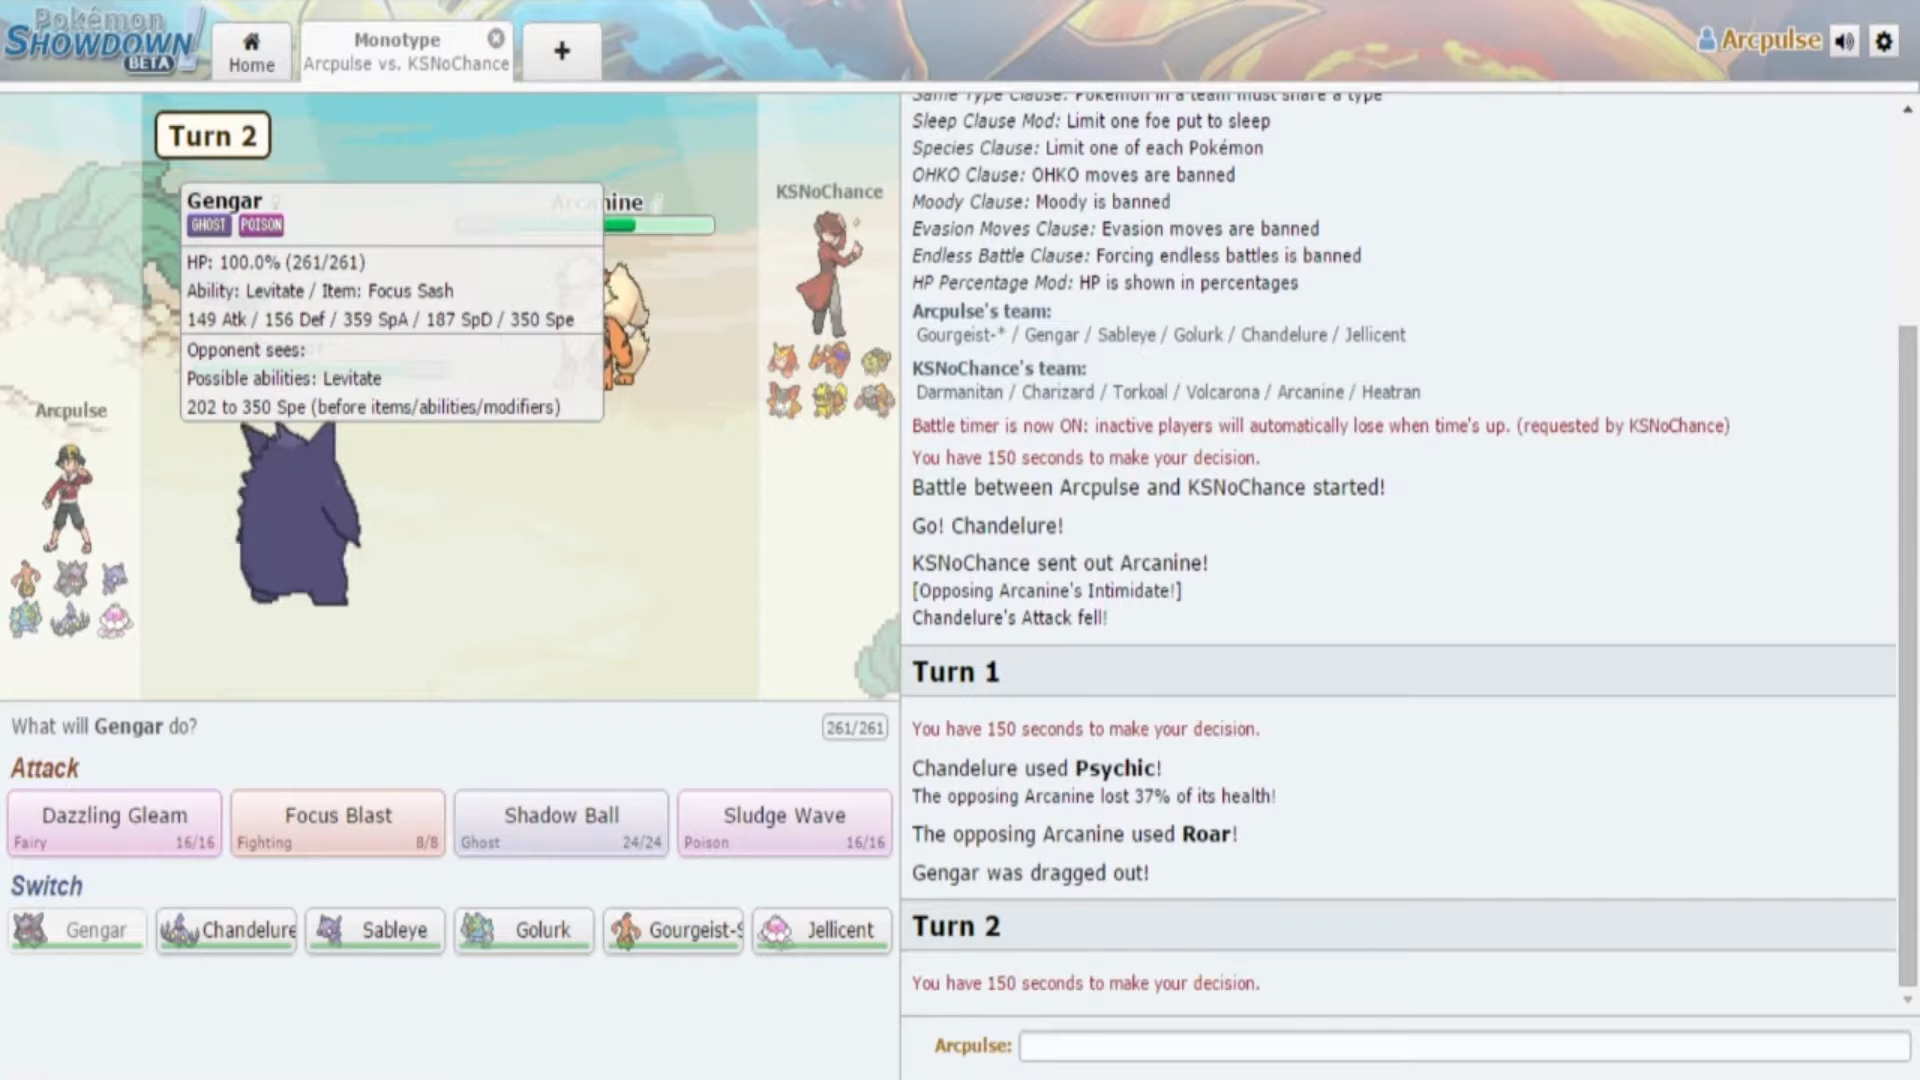 Pokémon
SHOWDOWN!
BETA
Home
Monotype
Arcpulse vs. KSNoChance
+
Arcpulse
Turn 2
Gengar ♀
GHOST POISON
HP: 100.0% (261/261)
Ability: Levitate / Item: Focus Sash
149 Atk / 156 Def / 359 SpA / 187 SpD / 350 Spe
Opponent sees:
Possible abilities: Levitate
202 to 350 Spe (before items/abilities/modifiers)
Arcanine
KSNoChance
Arcpulse
What will Gengar do?
261/261
Attack
Dazzling Gleam
Fairy 16/16
Focus Blast
Fighting 8/8
Shadow Ball
Ghost 24/24
Sludge Wave
Poison 16/16
Switch
Gengar
Chandelure
Sableye
Golurk
Gourgeist-S
Jellicent
Same Type Clause: Pokémon in a team must share a type
Sleep Clause Mod: Limit one foe put to sleep
Species Clause: Limit one of each Pokémon
OHKO Clause: OHKO moves are banned
Moody Clause: Moody is banned
Evasion Moves Clause: Evasion moves are banned
Endless Battle Clause: Forcing endless battles is banned
HP Percentage Mod: HP is shown in percentages
Arcpulse's team:
Gourgeist-* / Gengar / Sableye / Golurk / Chandelure / Jellicent
KSNoChance's team:
Darmanitan / Charizard / Torkoal / Volcarona / Arcanine / Heatran
Battle timer is now ON: inactive players will automatically lose when time's up. (requested by KSNoChance)
You have 150 seconds to make your decision.
Battle between Arcpulse and KSNoChance started!
Go! Chandelure!
KSNoChance sent out Arcanine!
[Opposing Arcanine's Intimidate!]
Chandelure's Attack fell!
Turn 1
You have 150 seconds to make your decision.
Chandelure used Psychic!
The opposing Arcanine lost 37% of its health!
The opposing Arcanine used Roar!
Gengar was dragged out!
Turn 2
You have 150 seconds to make your decision.
Arcpulse: